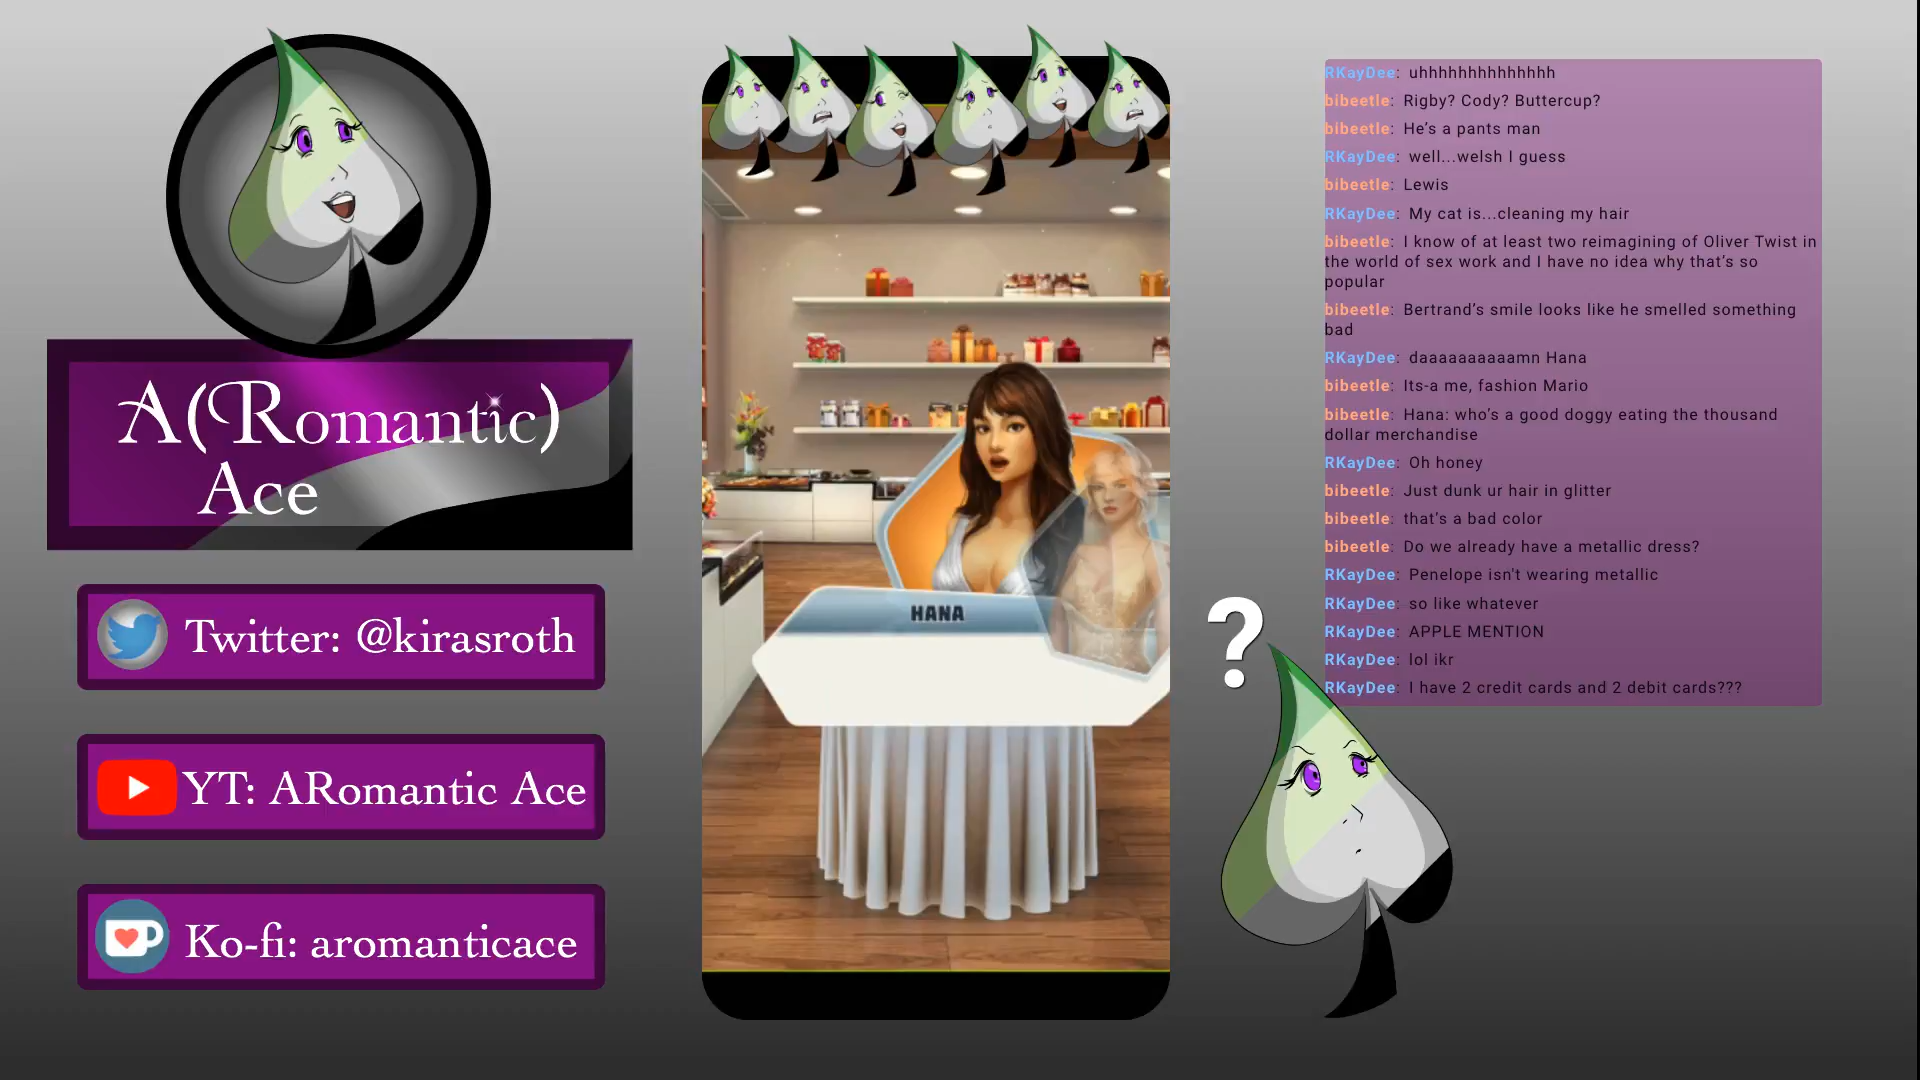 A(Romantic)
Ace
Twitter: @kirasroth
YT: ARomantic Ace
Ko-fi: aromanticace
HANA
?
RKayDee: uhhhhhhhhhhhhhh
bibeetle: Rigby? Cody? Buttercup?
bibeetle: He’s a pants man
RKayDee: well...welsh I guess
bibeetle: Lewis
RKayDee: My cat is...cleaning my hair
bibeetle: I know of at least two reimagining of Oliver Twist in
the world of sex work and I have no idea why that’s so
popular
bibeetle: Bertrand’s smile looks like he smelled something
bad
RKayDee: daaaaaaaaaamn Hana
bibeetle: Its-a me, fashion Mario
bibeetle: Hana: who’s a good doggy eating the thousand
dollar merchandise
RKayDee: Oh honey
bibeetle: Just dunk ur hair in glitter
bibeetle: that’s a bad color
bibeetle: Do we already have a metallic dress?
RKayDee: Penelope isn't wearing metallic
RKayDee: so like whatever
RKayDee: APPLE MENTION
RKayDee: lol ikr
RKayDee: I have 2 credit cards and 2 debit cards???